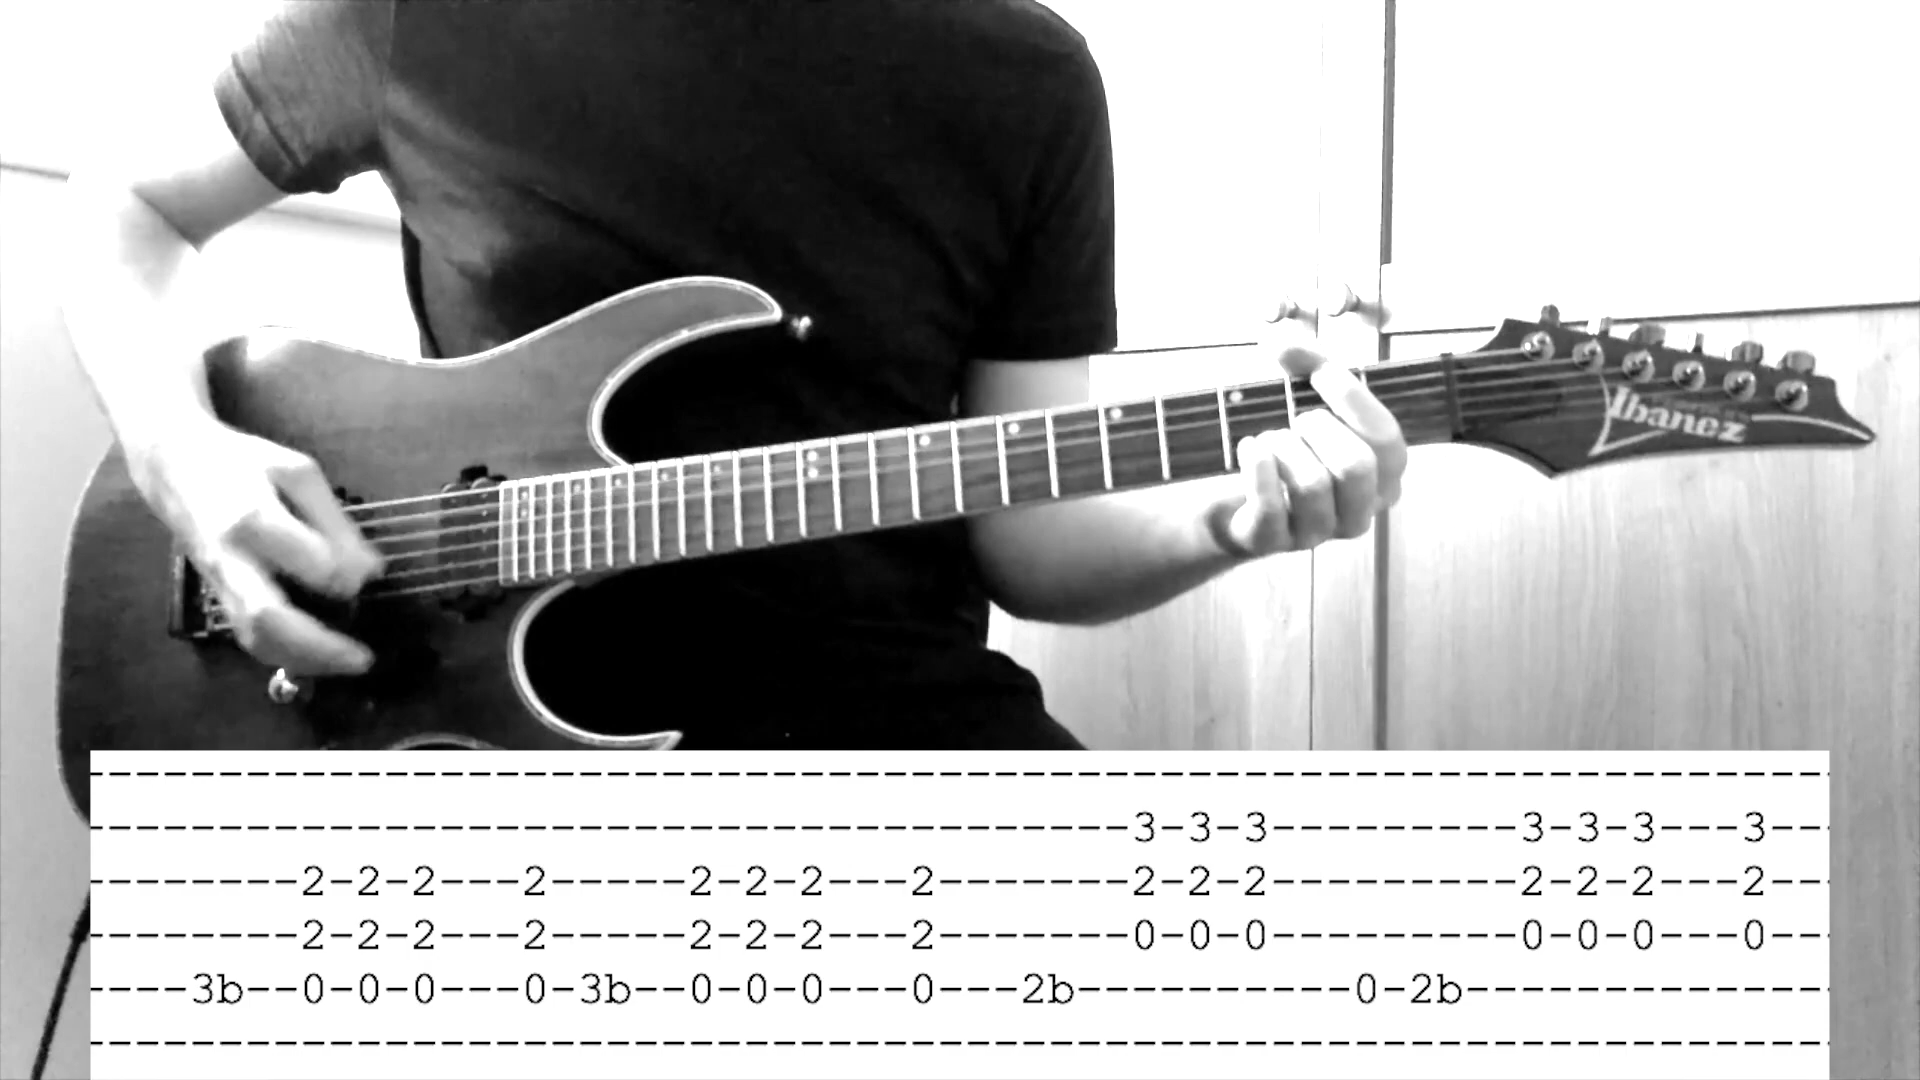 Ibanez
---------------------------------------------------------------
--------------------------------------3-3-3---------3-3-3---3--
--------2-2-2---2-----2-2-2---2-------2-2-2---------2-2-2---2--
--------2-2-2---2-----2-2-2---2-------0-0-0---------0-0-0---0--
----3b--0-0-0---0-3b--0-0-0---0---2b----------0-2b-------------
---------------------------------------------------------------